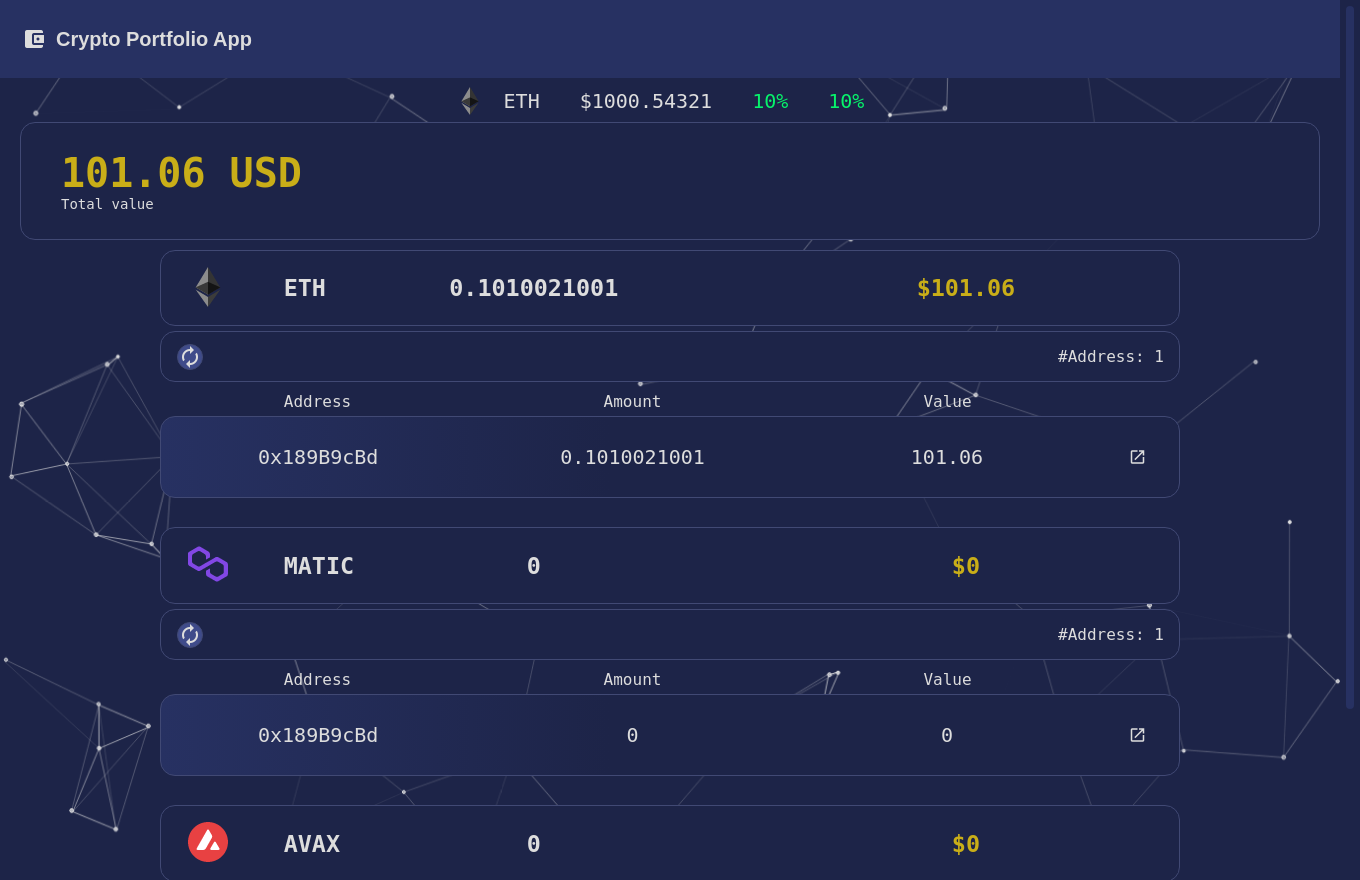 Crypto Portfolio App
ETH $1000.54321 10% 10%
101.06 USD
Total value
ETH 0.1010021001 $101.06
#Address: 1
Address Amount Value
0x189B9cBd 0.1010021001 101.06
MATIC 0 $0
#Address: 1
Address Amount Value
0x189B9cBd 0 0
AVAX 0 $0